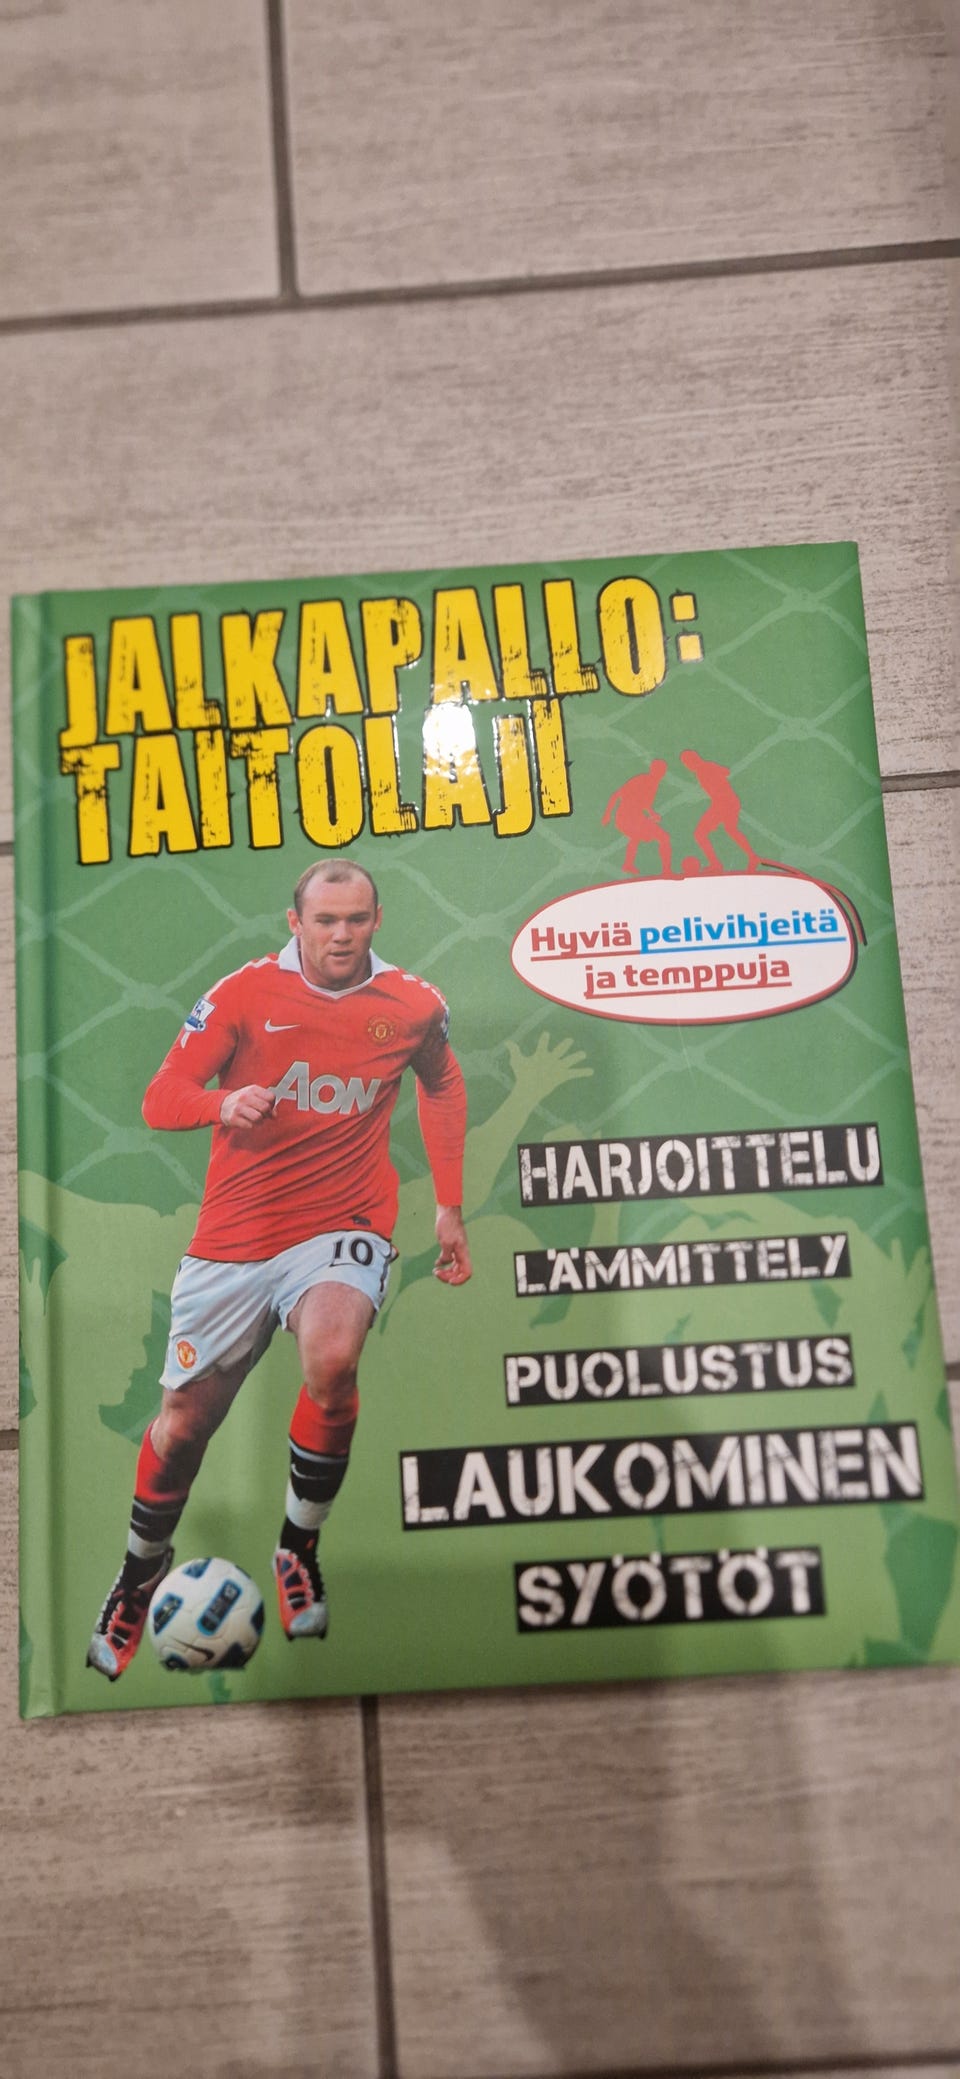 JALKAPALLO:
TAITOLAJI
Hyviä pelivihjeitä
ja temppuja
AON
10
HARJOITTELU
LÄMMITTELY
PUOLUSTUS
LAUKOMINEN
SYÖTÖT